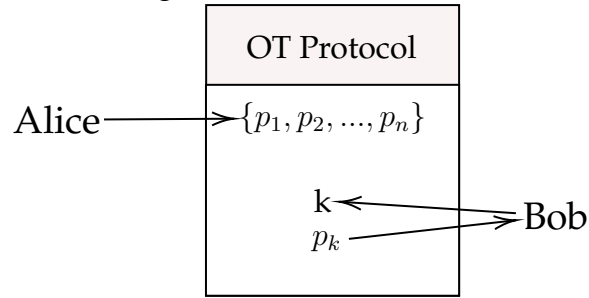 OT Protocol
Alice
{p₁, p₂, ..., pₙ}
k
Bob
pₖ